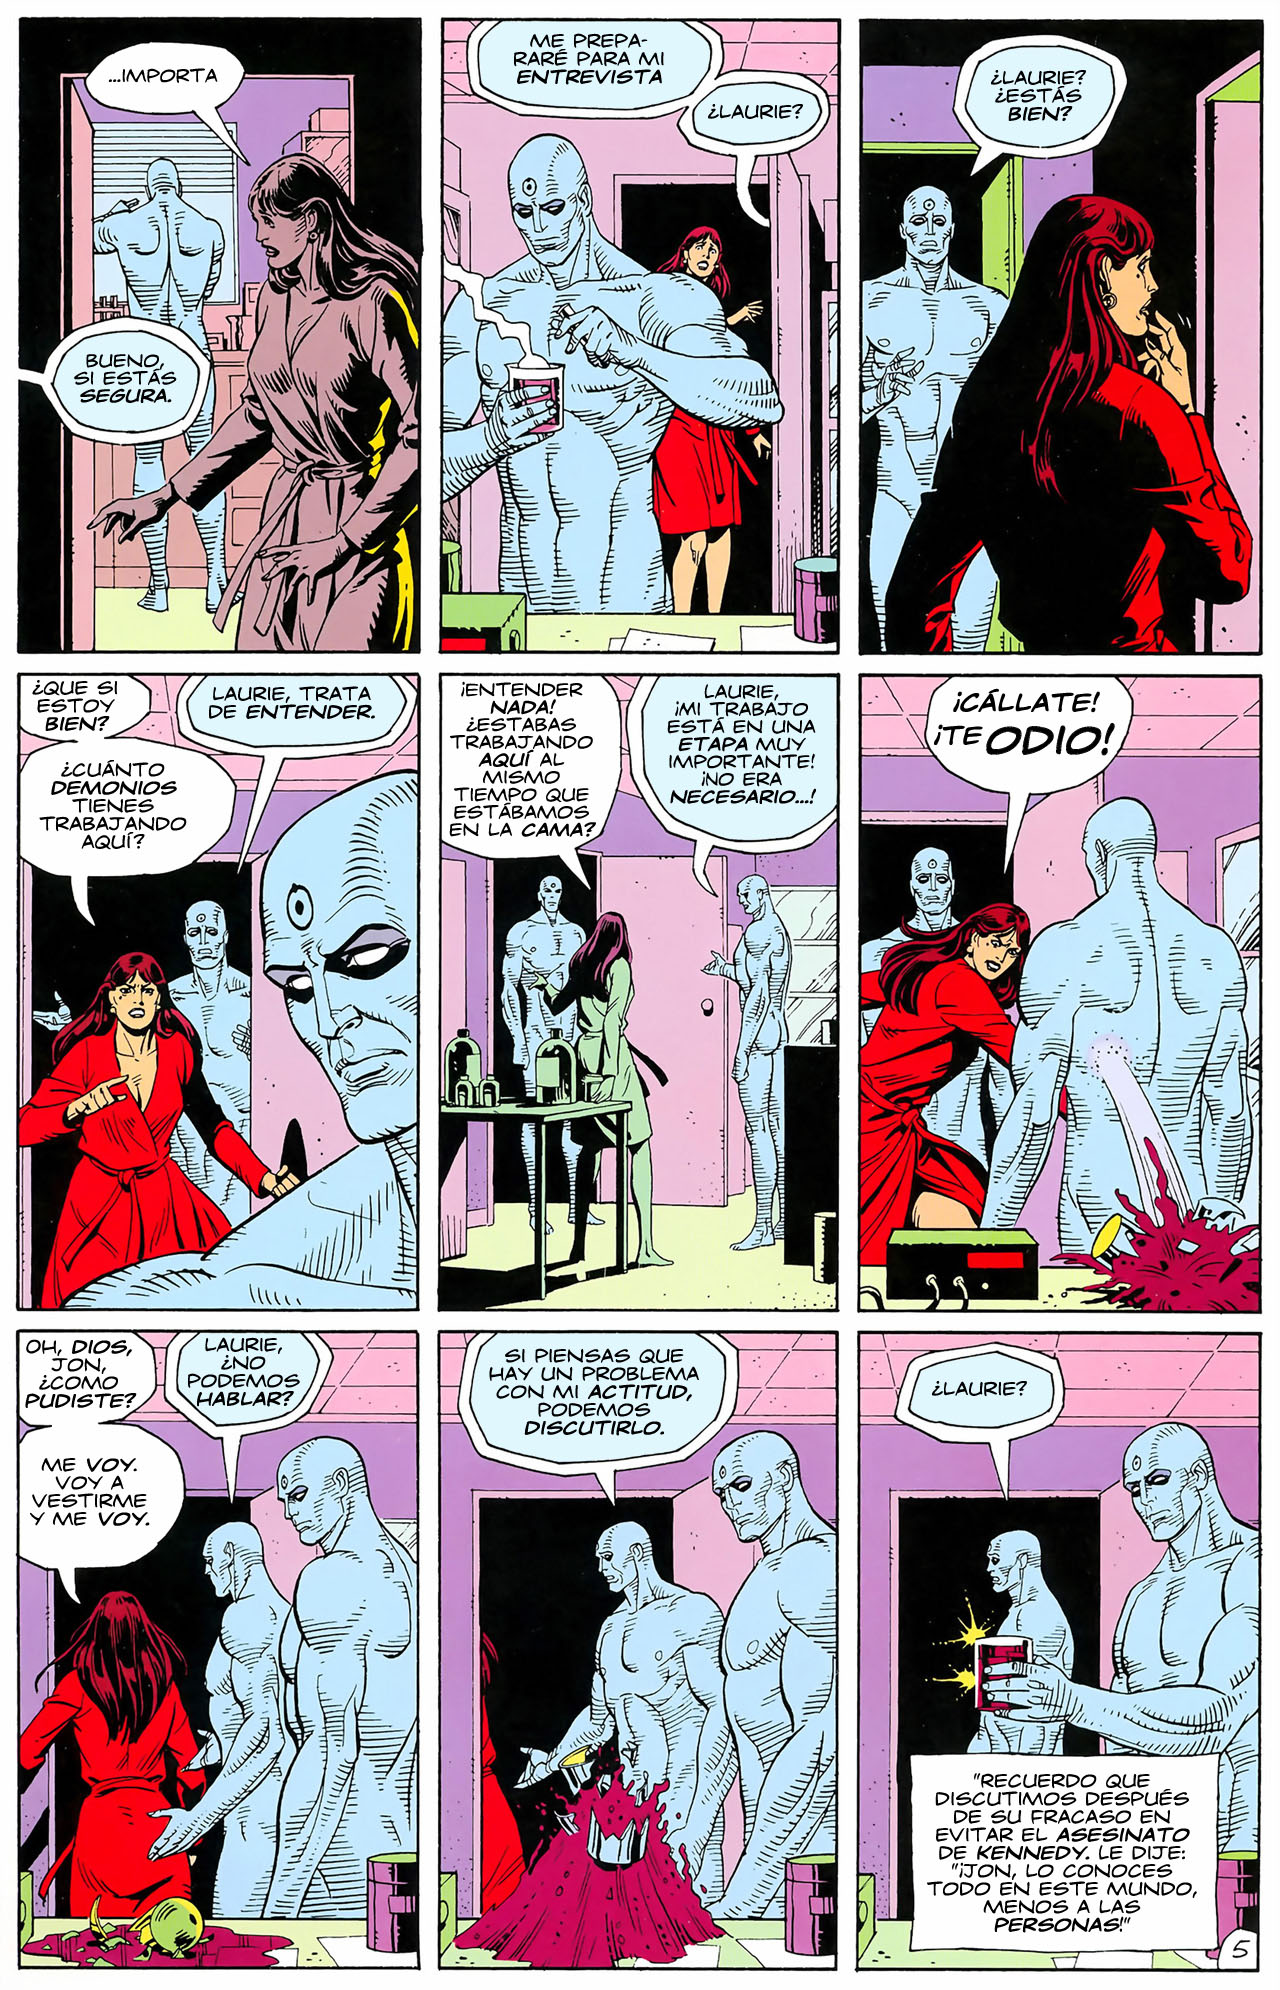 ...IMPORTA
BUENO,
SI ESTÁS
SEGURA.
ME PREPA-
RARÉ PARA MI
ENTREVISTA
¿LAURIE?
¿LAURIE?
¿ESTÁS
BIEN?
¿QUE SI
ESTOY
BIEN?
¿CUÁNTO
DEMONIOS
TIENES
TRABAJANDO
AQUÍ?
LAURIE, TRATA
DE ENTENDER.
¡ENTENDER
NADA!
¿ESTABAS
TRABAJANDO
AQUÍ AL
MISMO
TIEMPO QUE
ESTÁBAMOS
EN LA CAMA?
LAURIE,
¡MI TRABAJO
ESTÁ EN UNA
ETAPA MUY
IMPORTANTE!
¡NO ERA
NECESARIO...!
¡CÁLLATE!
¡TE ODIO!
OH, DIOS,
JON,
¿COMO
PUDISTE?
ME VOY.
VOY A
VESTIRME
Y ME VOY.
LAURIE,
¿NO
PODEMOS
HABLAR?
SI PIENSAS QUE
HAY UN PROBLEMA
CON MI ACTITUD,
PODEMOS
DISCUTIRLO.
¿LAURIE?
"RECUERDO QUE
DISCUTIMOS DESPUÉS
DE SU FRACASO EN
EVITAR EL ASESINATO
DE KENNEDY. LE DIJE:
"¡JON, LO CONOCES
TODO EN ESTE MUNDO,
MENOS A LAS
PERSONAS!"
5